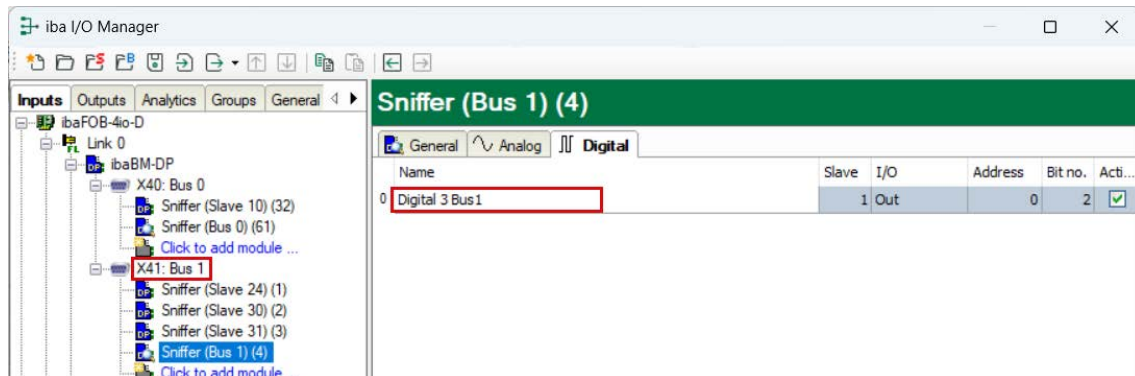 iba I/O Manager
Inputs Outputs Analytics Groups General
ibaFOB-4io-D
Link 0
ibaBM-DP
X40: Bus 0
Sniffer (Slave 10) (32)
Sniffer (Bus 0) (61)
Click to add module ...
X41: Bus 1
Sniffer (Slave 24) (1)
Sniffer (Slave 30) (2)
Sniffer (Slave 31) (3)
Sniffer (Bus 1) (4)
Click to add module ...
Sniffer (Bus 1) (4)
General Analog Digital
Name Slave I/O Address Bit no. Acti...
0 Digital 3 Bus1 1 Out 0 2